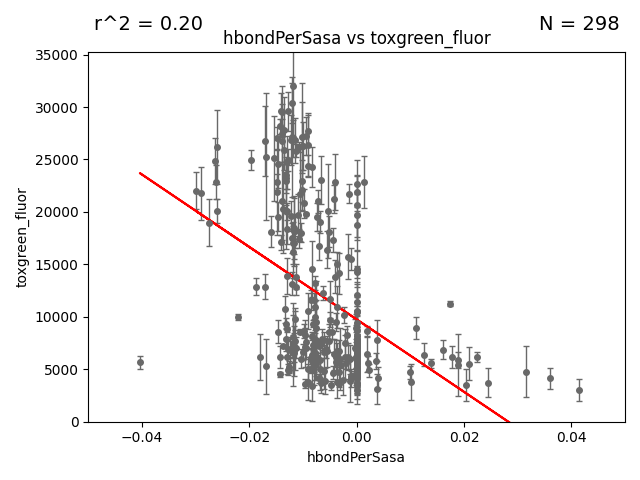 r^2 = 0.20
N = 298
hbondPerSasa vs toxgreen_fluor
35000
30000
25000
20000
15000
10000
5000
0
toxgreen_fluor
−0.04
−0.02
0.00
0.02
0.04
hbondPerSasa